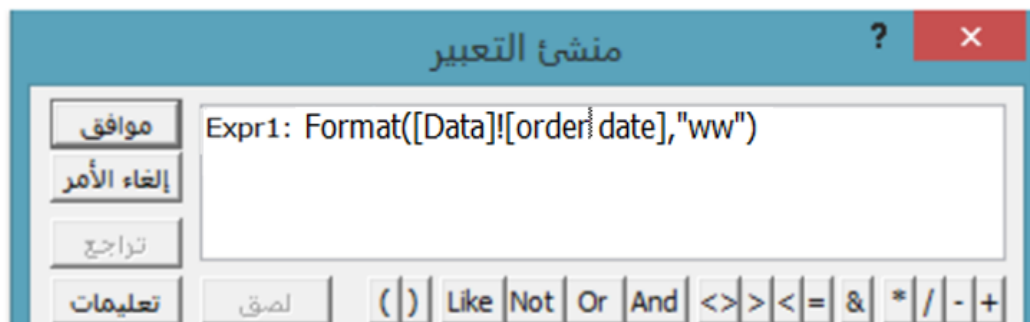 منشئ التعبير ? ×
موافق
Expr1: Format([Data]![order date],"ww")
إلغاء الأمر
تراجع
تعليمات
لصق
( ) Like Not Or And <> > < = & * / - +